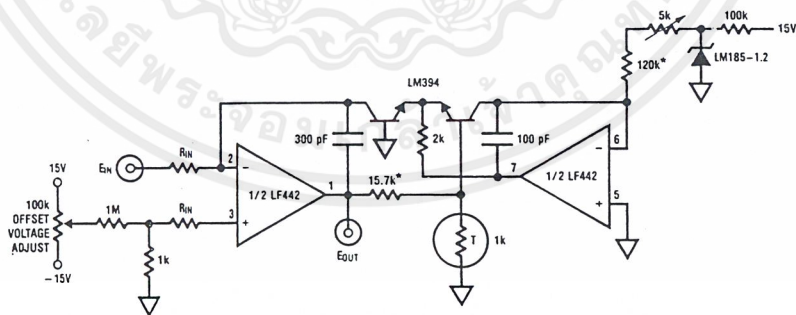 5k
100k
15V
LM185-1.2
120k*
LM394
300 pF
2k
100 pF
6
7
1/2 LF442
5
EIN
RIN
2
1/2 LF442
1
15.7k*
3
15V
100k
OFFSET
VOLTAGE
ADJUST
-15V
1M
RIN
1k
EOUT
T
1k